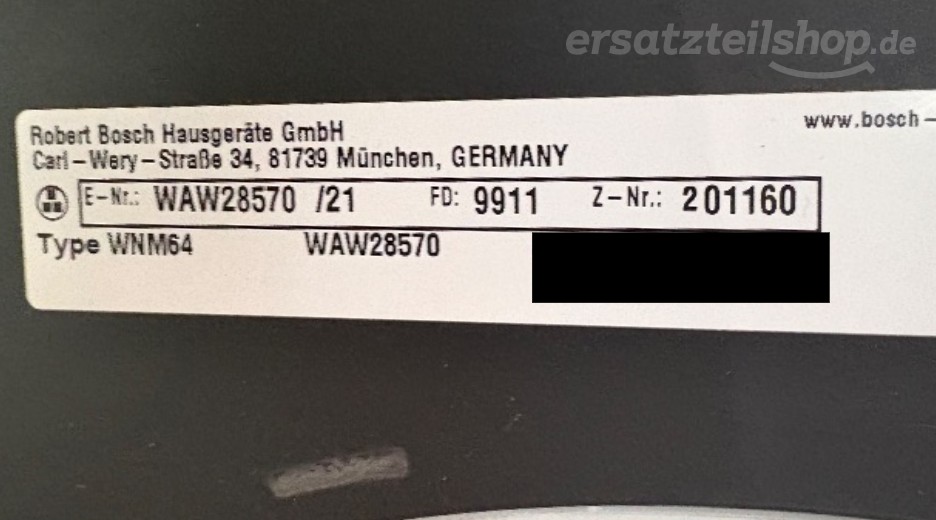 ersatzteilshop.de
www.bosch-
Robert Bosch Hausgeräte GmbH
Carl-Wery-Straße 34, 81739 München, GERMANY
E-Nr.: WAW28570 /21 FD: 9911 Z-Nr.: 201160
Type WNM64 WAW28570